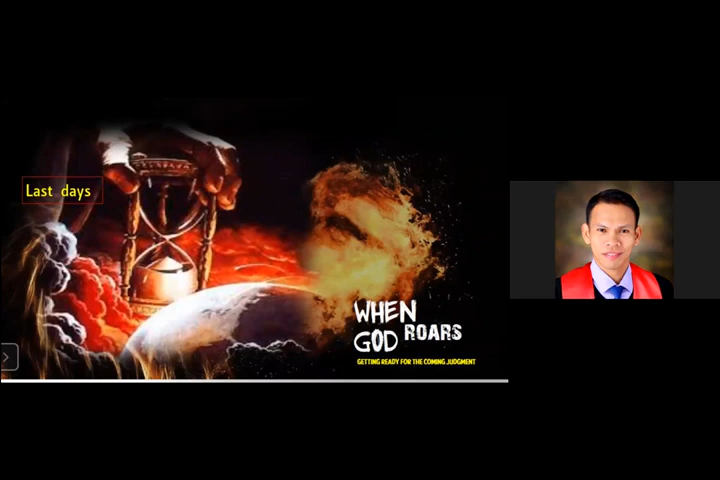 Last days
WHEN
GOD ROARS
GETTING READY FOR THE COMING JUDGMENT